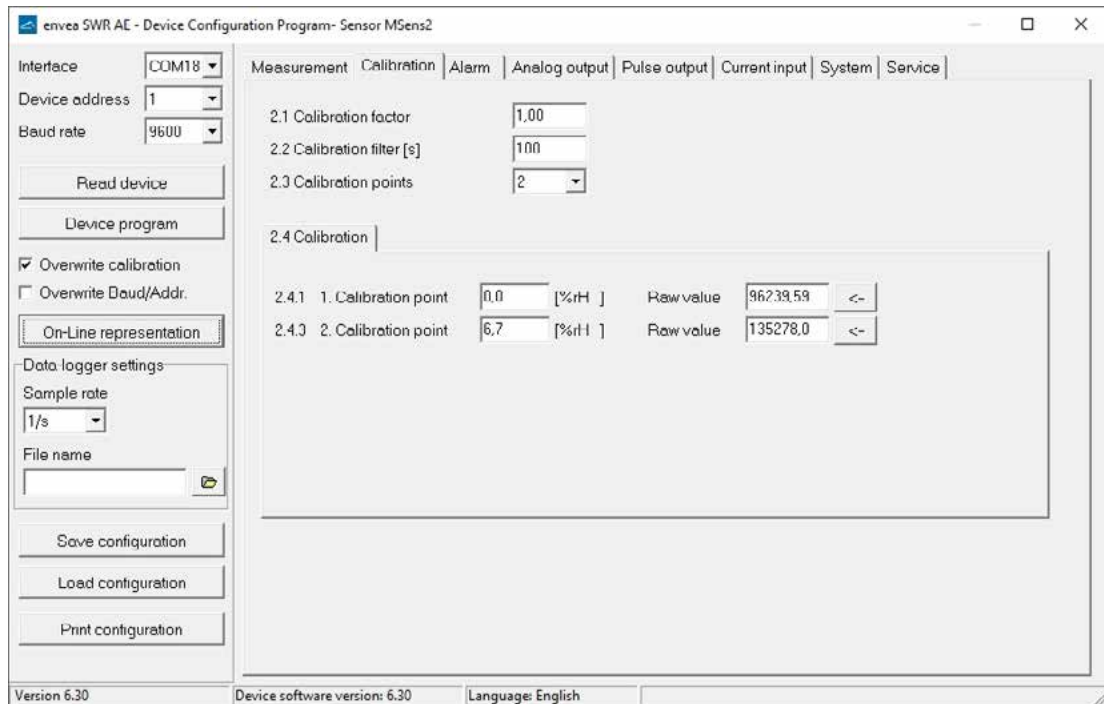 envea SWR AE - Device Configuration Program- Sensor MSens2
Interface COM18
Device address 1
Baud rate 9600
Read device
Device program
Overwrite calibration
Overwrite Baud/Addr.
On-Line representation
Data logger settings
Sample rate
1/s
File name
Save configuration
Load configuration
Print configuration
Measurement Calibration Alarm Analog output Pulse output Current input System Service
2.1 Calibration factor 1,00
2.2 Calibration filter [s] 100
2.3 Calibration points 2
2.4 Calibration
2.4.1 1. Calibration point 0,0 [%rH ] Raw value 96239,59 <-
2.4.3 2. Calibration point 6,7 [%rH ] Raw value 135278,0 <-
Version 6.30 Device software version: 6.30 Language: English